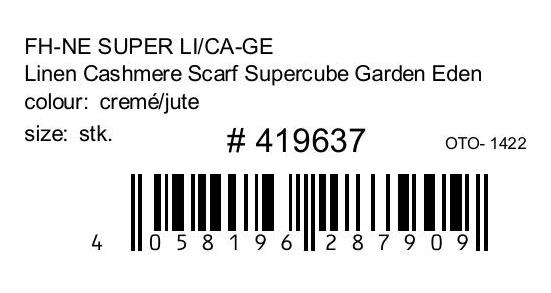 FH-NE SUPER LI/CA-GE
Linen Cashmere Scarf Supercube Garden Eden
colour: cremé/jute
size: stk.
# 419637
OTO- 1422
4 058196 287909